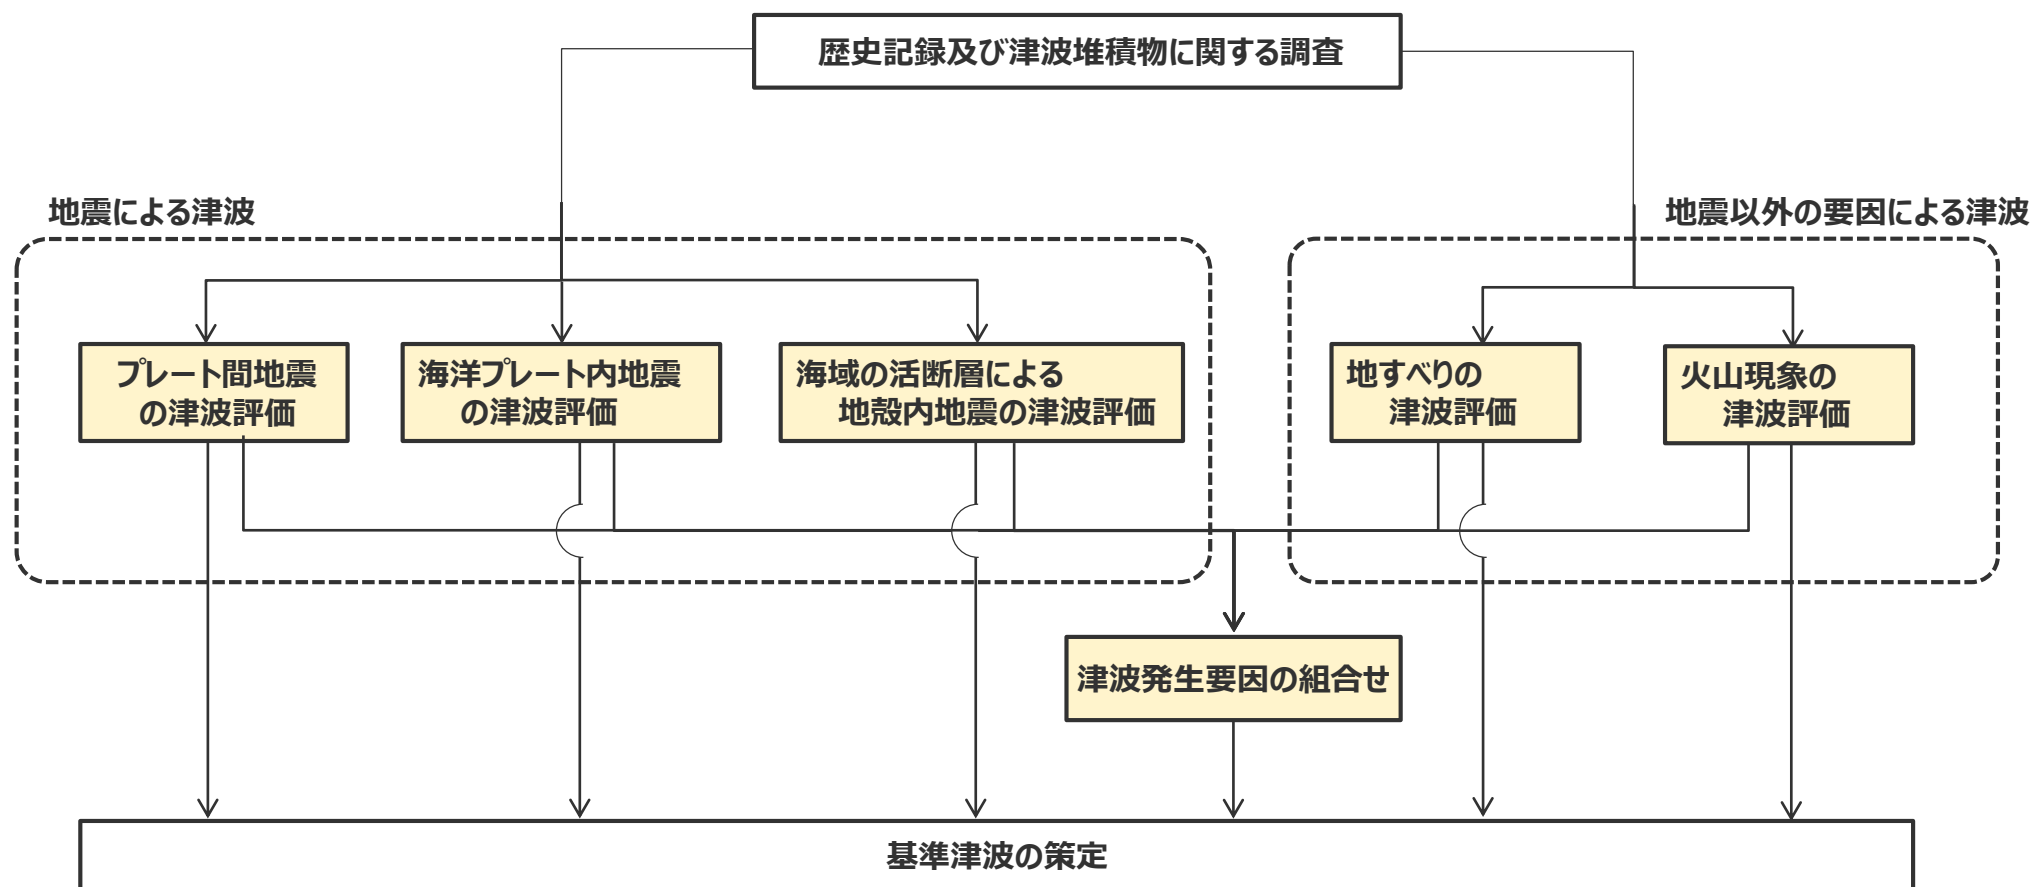 歴史記録及び津波堆積物に関する調査
地震による津波
地震以外の要因による津波
プレート間地震
の津波評価
海洋プレート内地震
の津波評価
海域の活断層による
地殻内地震の津波評価
地すべりの
津波評価
火山現象の
津波評価
津波発生要因の組合せ
基準津波の策定